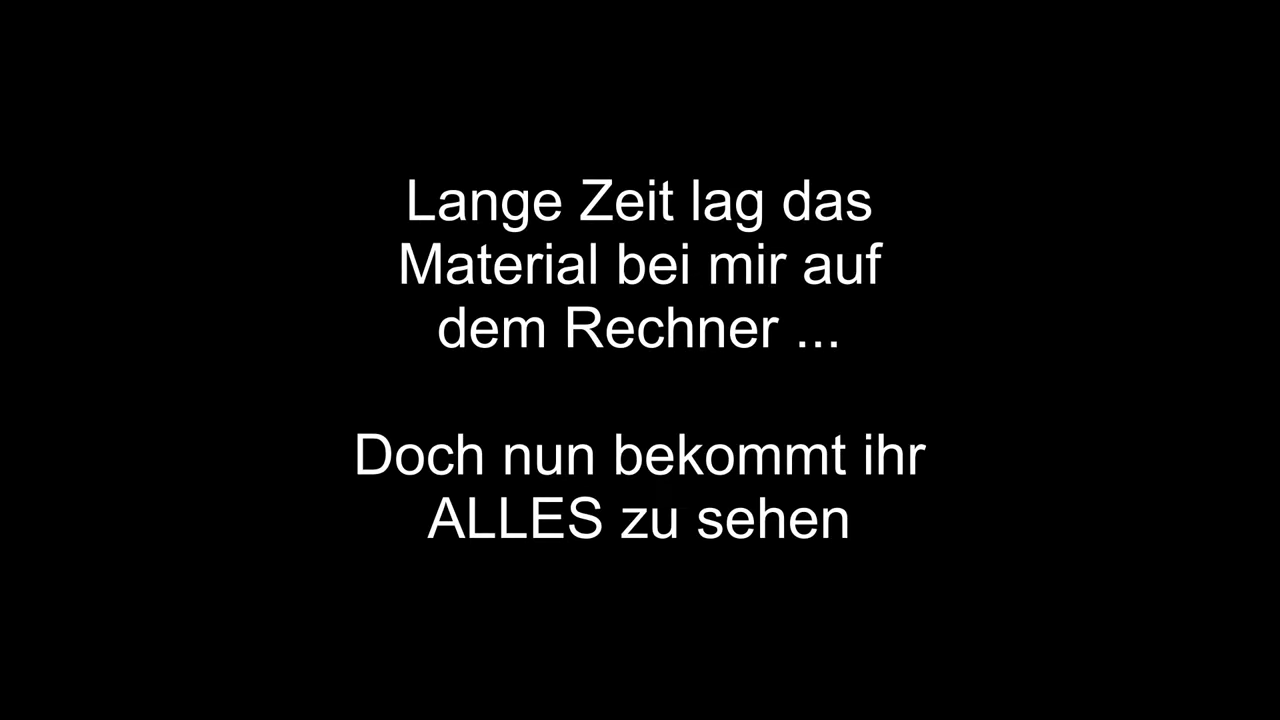 Lange Zeit lag das
Material bei mir auf
dem Rechner ...
Doch nun bekommt ihr
ALLES zu sehen